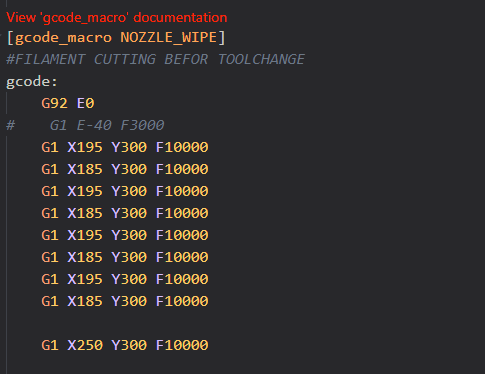 View 'gcode_macro' documentation
[gcode_macro NOZZLE_WIPE]
#FILAMENT CUTTING BEFOR TOOLCHANGE
gcode:
    G92 E0
#    G1 E-40 F3000
    G1 X195 Y300 F10000
    G1 X185 Y300 F10000
    G1 X195 Y300 F10000
    G1 X185 Y300 F10000
    G1 X195 Y300 F10000
    G1 X185 Y300 F10000
    G1 X195 Y300 F10000
    G1 X185 Y300 F10000

    G1 X250 Y300 F10000